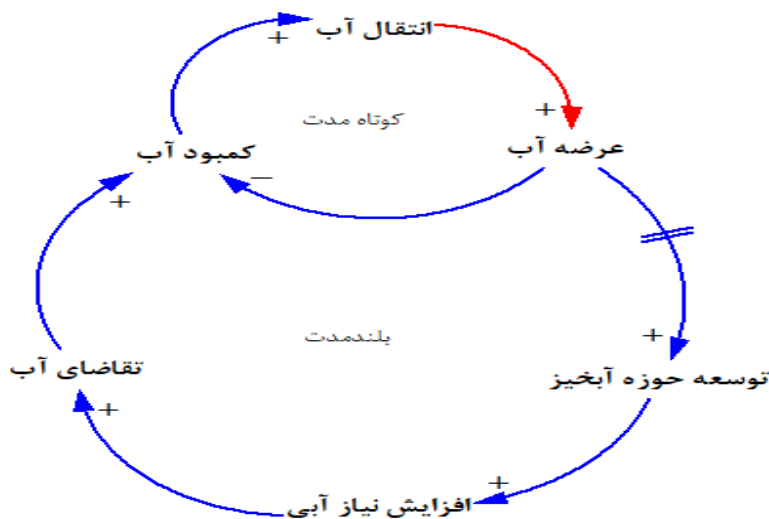 انتقال آب
+
+
کوتاه مدت
عرضه آب
کمبود آب
–
+
بلندمدت
+
تقاضای آب
توسعه حوزه آبخیز
+
+
افزایش نیاز آبی